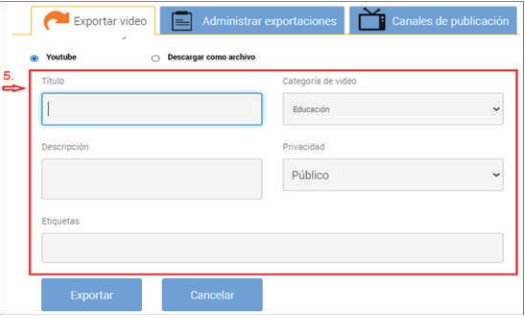 Exportar video
Administrar exportaciones
Canales de publicación
Youtube
Descargar como archivo
5.
Título
Categoría de video
Educación
Descripción
Privacidad
Público
Etiquetas
Exportar
Cancelar